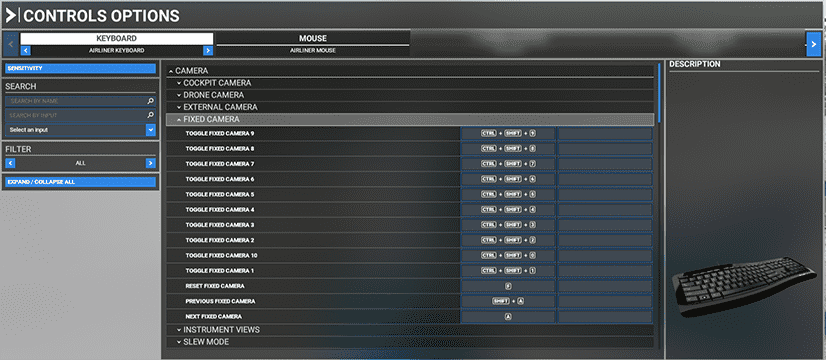 CONTROLS OPTIONS
KEYBOARD
AIRLINER KEYBOARD
MOUSE
AIRLINER MOUSE
SENSITIVITY
SEARCH
SEARCH BY NAME
SEARCH BY INPUT
Select an input
FILTER
ALL
EXPAND / COLLAPSE ALL
CAMERA
COCKPIT CAMERA
DRONE CAMERA
EXTERNAL CAMERA
FIXED CAMERA
TOGGLE FIXED CAMERA 9 CTRL + SHIFT + 9
TOGGLE FIXED CAMERA 8 CTRL + SHIFT + 8
TOGGLE FIXED CAMERA 7 CTRL + SHIFT + 7
TOGGLE FIXED CAMERA 6 CTRL + SHIFT + 6
TOGGLE FIXED CAMERA 5 CTRL + SHIFT + 5
TOGGLE FIXED CAMERA 4 CTRL + SHIFT + 4
TOGGLE FIXED CAMERA 3 CTRL + SHIFT + 3
TOGGLE FIXED CAMERA 2 CTRL + SHIFT + 2
TOGGLE FIXED CAMERA 10 CTRL + SHIFT + 0
TOGGLE FIXED CAMERA 1 CTRL + SHIFT + 1
RESET FIXED CAMERA F
PREVIOUS FIXED CAMERA SHIFT + A
NEXT FIXED CAMERA A
INSTRUMENT VIEWS
SLEW MODE
DESCRIPTION